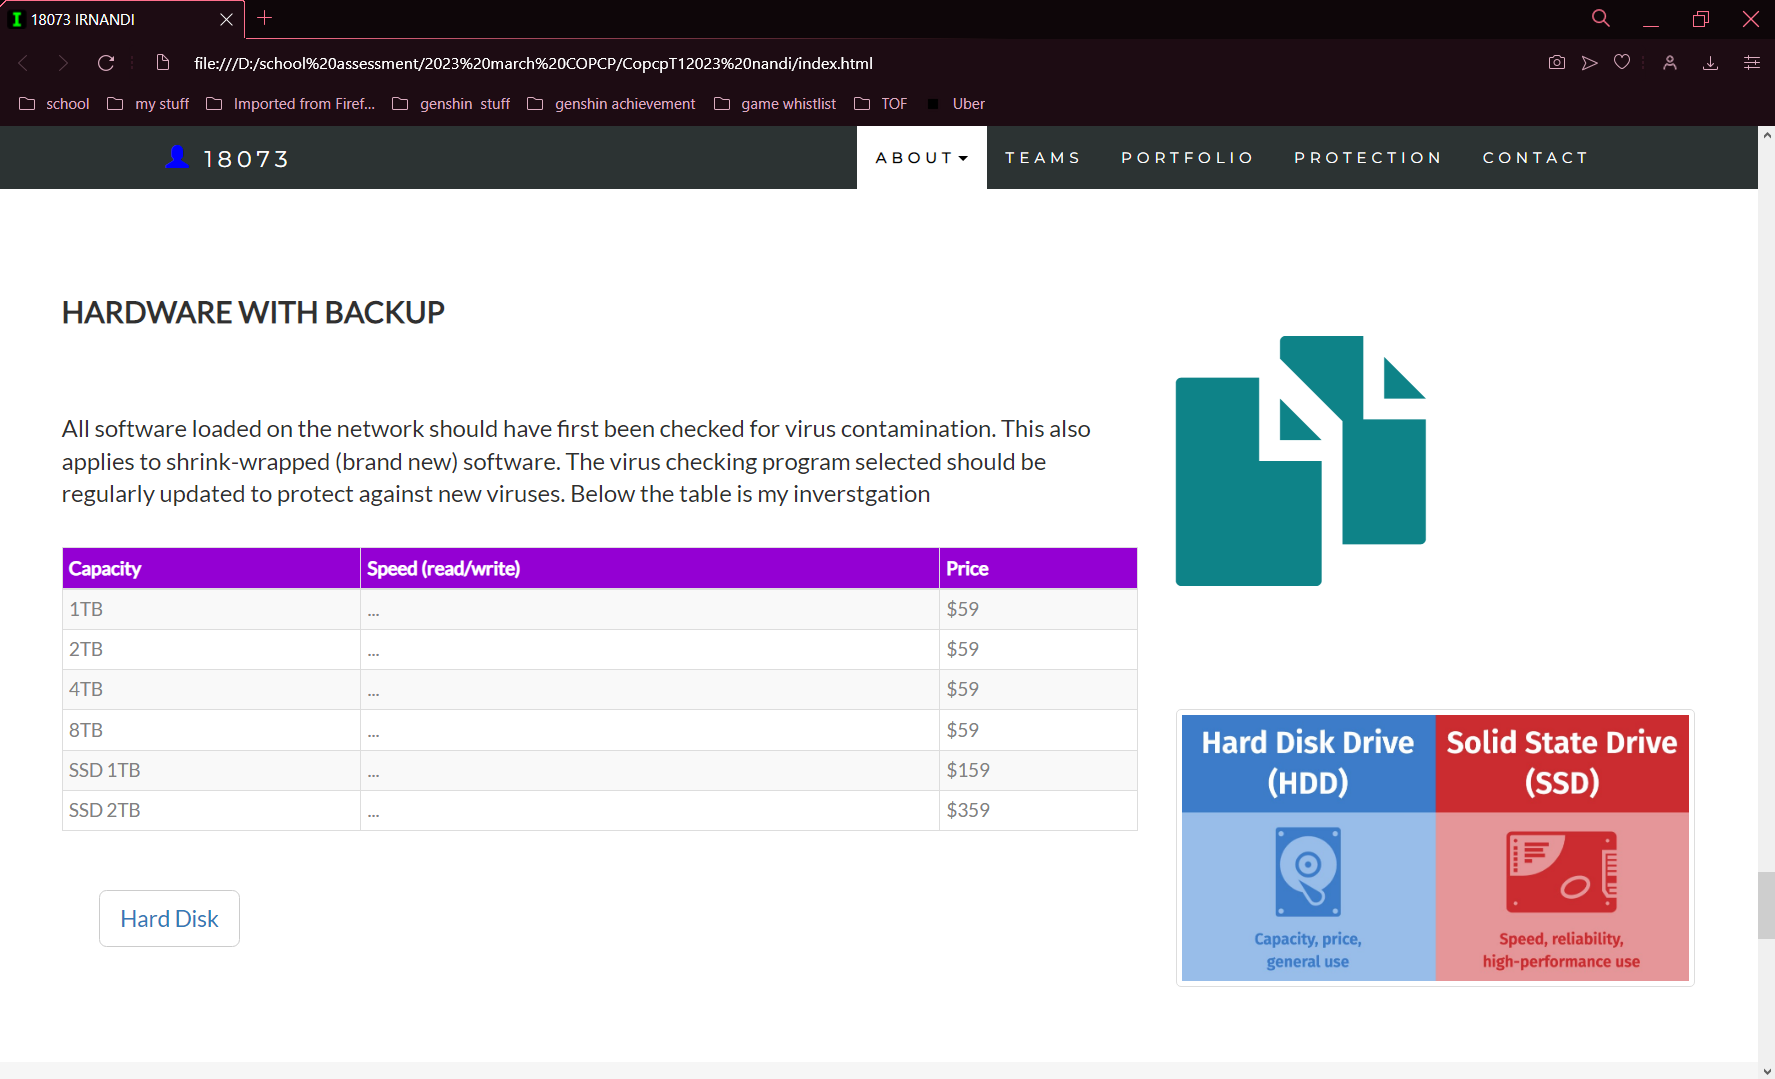 18073 IRNANDI
file:///D:/school%20assessment/2023%20march%20COPCP/CopcpT12023%20nandi/index.html
school my stuff Imported from Firef... genshin stuff genshin achievement game whistlist TOF Uber
18073 ABOUT TEAMS PORTFOLIO PROTECTION CONTACT
HARDWARE WITH BACKUP
All software loaded on the network should have first been checked for virus contamination. This also
applies to shrink-wrapped (brand new) software. The virus checking program selected should be
regularly updated to protect against new viruses. Below the table is my inverstgation
Capacity Speed (read/write) Price
1TB ... $59
2TB ... $59
4TB ... $59
8TB ... $59
SSD 1TB ... $159
SSD 2TB ... $359
Hard Disk
Hard Disk Drive
(HDD)
Capacity, price,
general use
Solid State Drive
(SSD)
Speed, reliability,
high-performance use